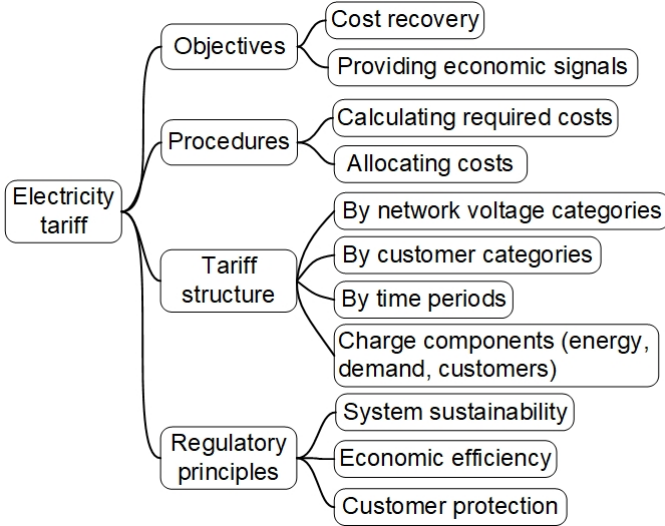 Electricity
tariff
Objectives
Cost recovery
Providing economic signals
Procedures
Calculating required costs
Allocating costs
Tariff
structure
By network voltage categories
By customer categories
By time periods
Charge components (energy,
demand, customers)
Regulatory
principles
System sustainability
Economic efficiency
Customer protection